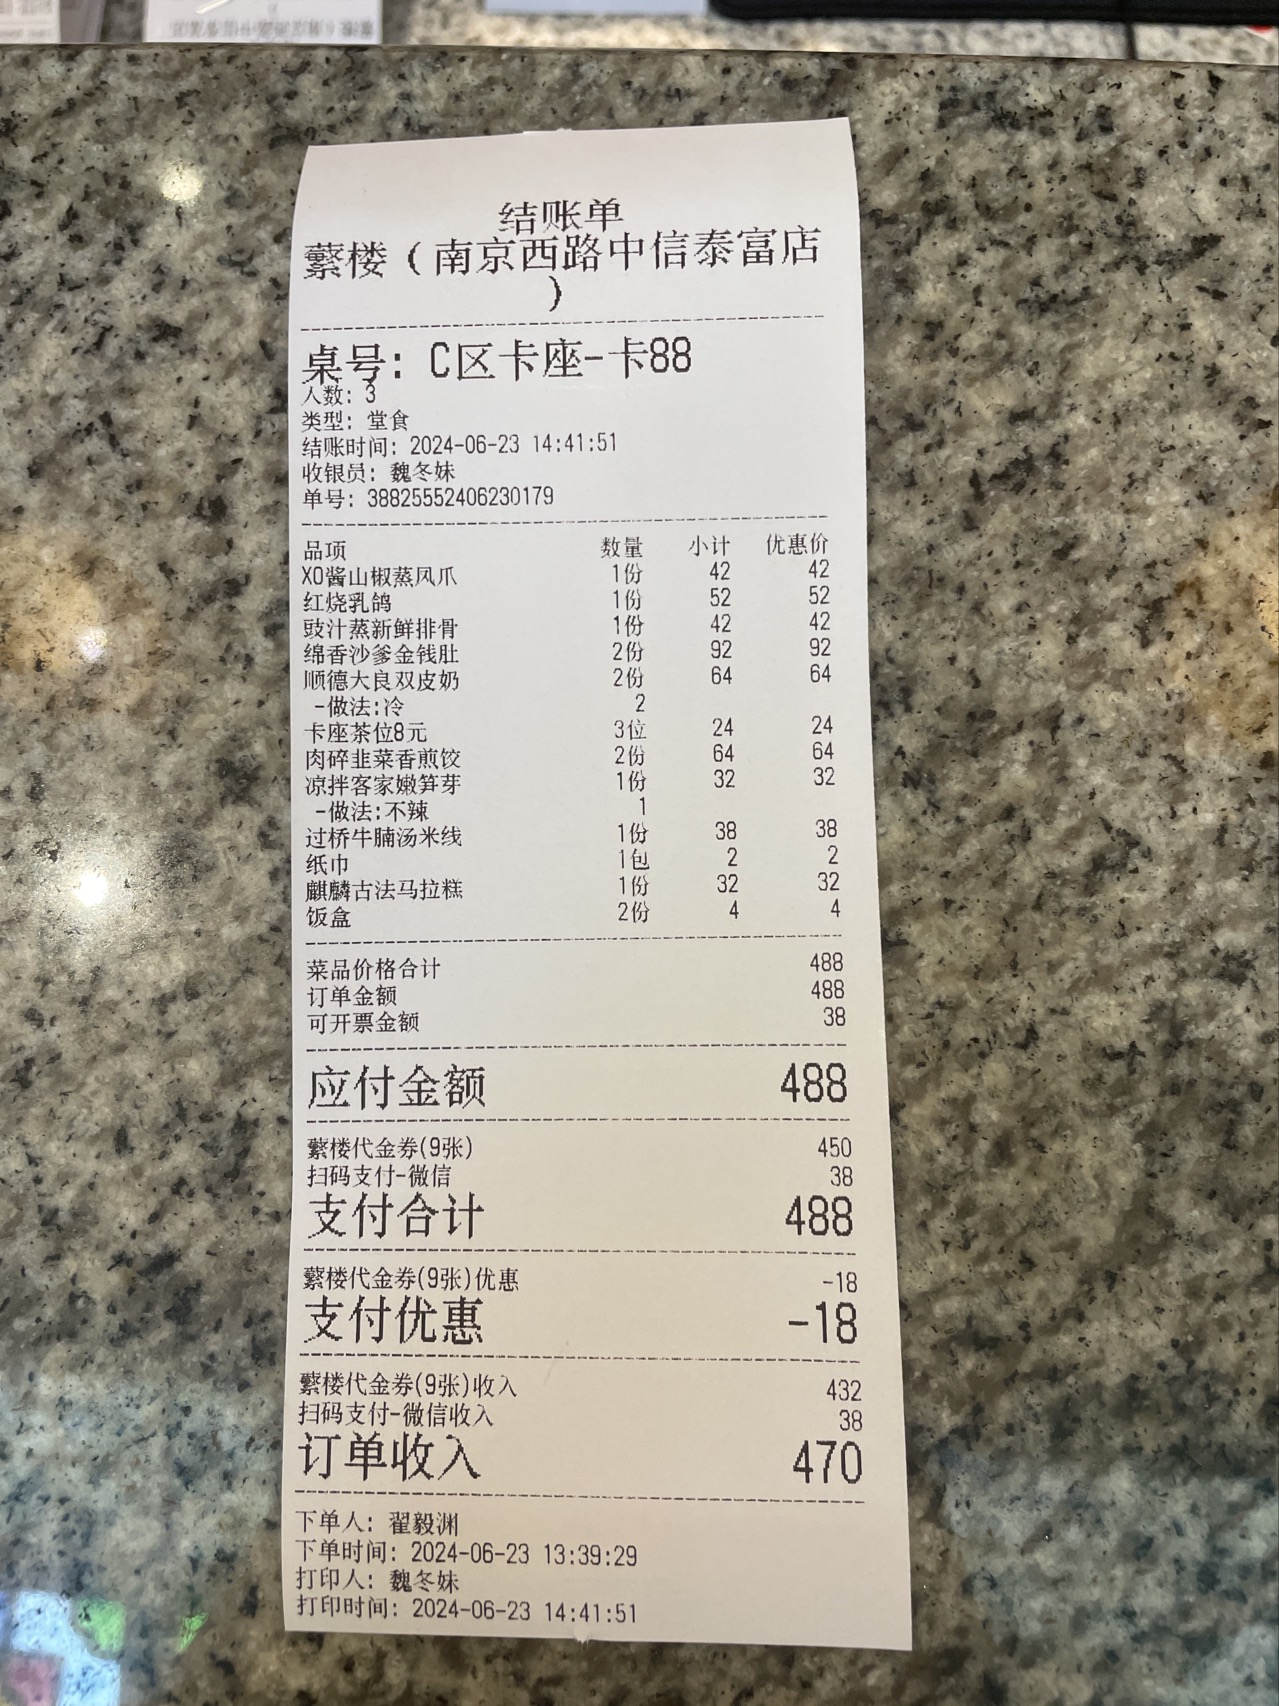 结账单
蘩楼（南京西路中信泰富店
）
桌号: C区卡座-卡88
人数: 3
类型: 堂食
结账时间: 2024-06-23 14:41:51
收银员: 魏冬妹
单号: 38825552406230179
品项 数量 小计 优惠价
XO酱山椒蒸凤爪 1份 42 42
红烧乳鸽 1份 52 52
豉汁蒸新鲜排骨 1份 42 42
绵香沙爹金钱肚 2份 92 92
顺德大良双皮奶 2份 64 64
-做法:冷 2
卡座茶位8元 3位 24 24
肉碎韭菜香煎饺 2份 64 64
凉拌客家嫩笋芽 1份 32 32
-做法:不辣 1
过桥牛腩汤米线 1份 38 38
纸巾 1包 2 2
麒麟古法马拉糕 1份 32 32
饭盒 2份 4 4
菜品价格合计 488
订单金额 488
可开票金额 38
应付金额 488
蘩楼代金券(9张) 450
扫码支付-微信 38
支付合计 488
蘩楼代金券(9张)优惠 -18
支付优惠 -18
蘩楼代金券(9张)收入 432
扫码支付-微信收入 38
订单收入 470
下单人: 翟毅渊
下单时间: 2024-06-23 13:39:29
打印人: 魏冬妹
打印时间: 2024-06-23 14:41:51